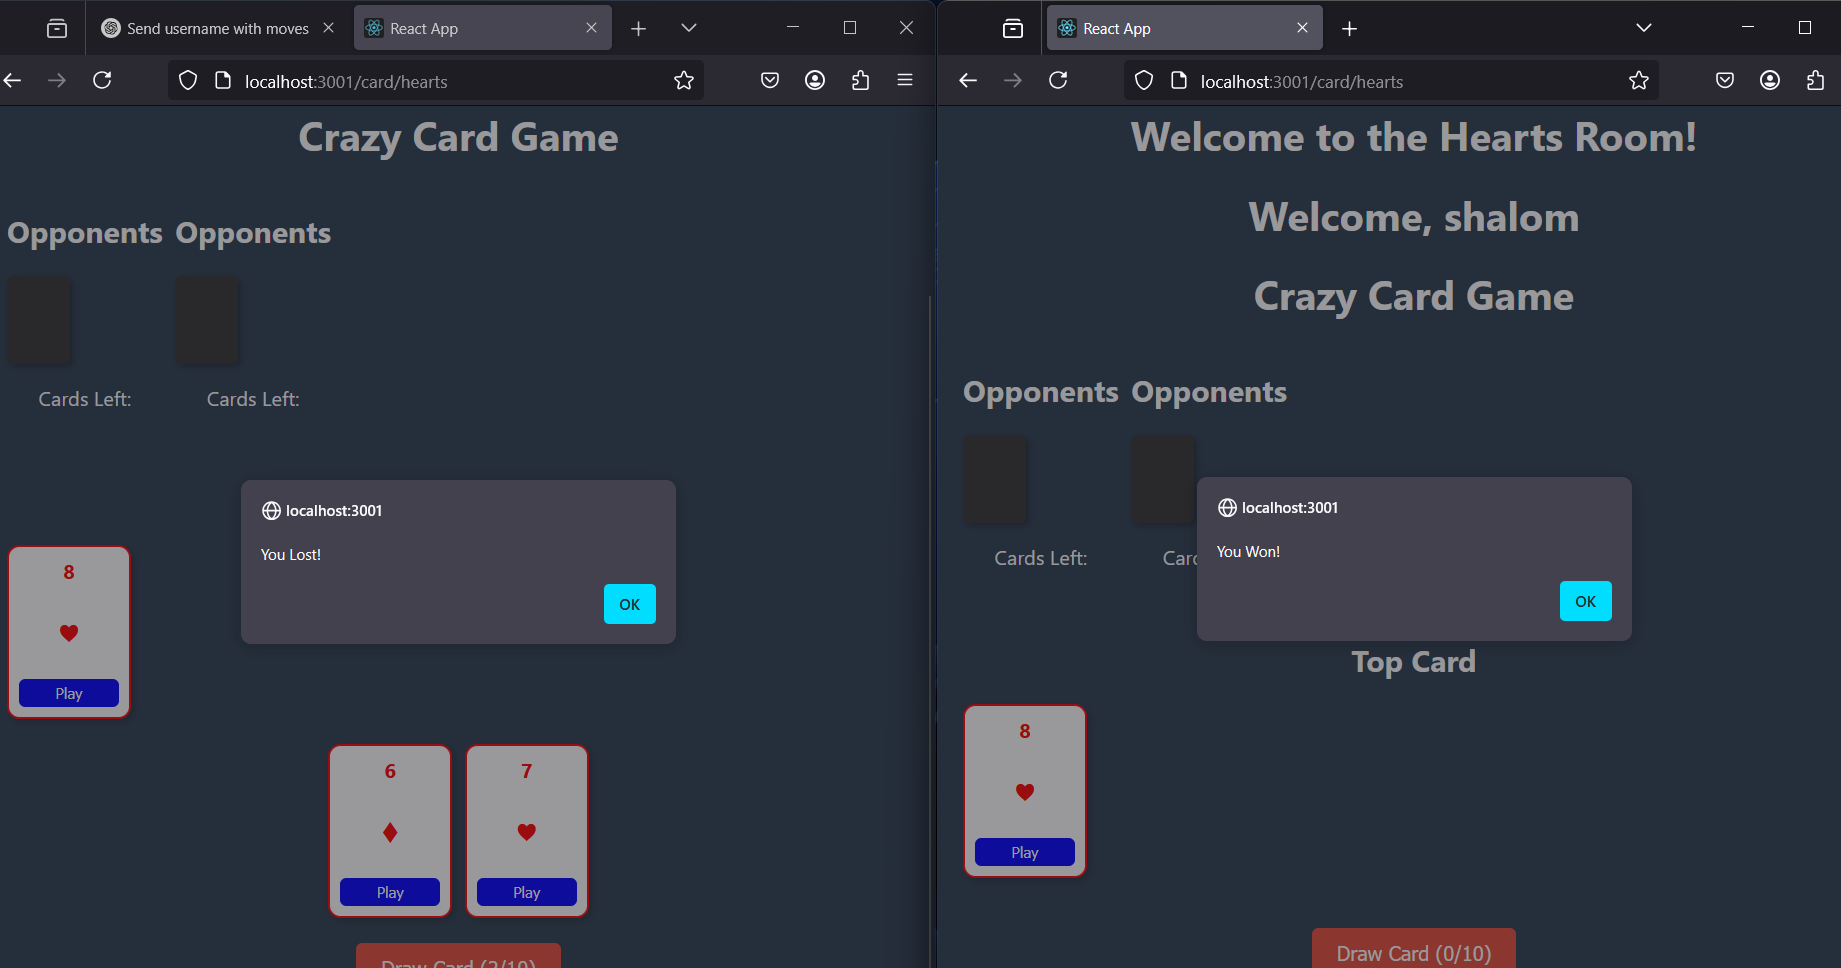 Send username with moves
React App
localhost:3001/card/hearts
Crazy Card Game
Opponents Opponents
Cards Left: Cards Left:
localhost:3001
You Lost!
OK
8
Play
6 7
Play Play
Draw Card (2/10)
React App
localhost:3001/card/hearts
Welcome to the Hearts Room!
Welcome, shalom
Crazy Card Game
Opponents Opponents
Cards Left: Card
localhost:3001
You Won!
OK
Top Card
8
Play
Draw Card (0/10)